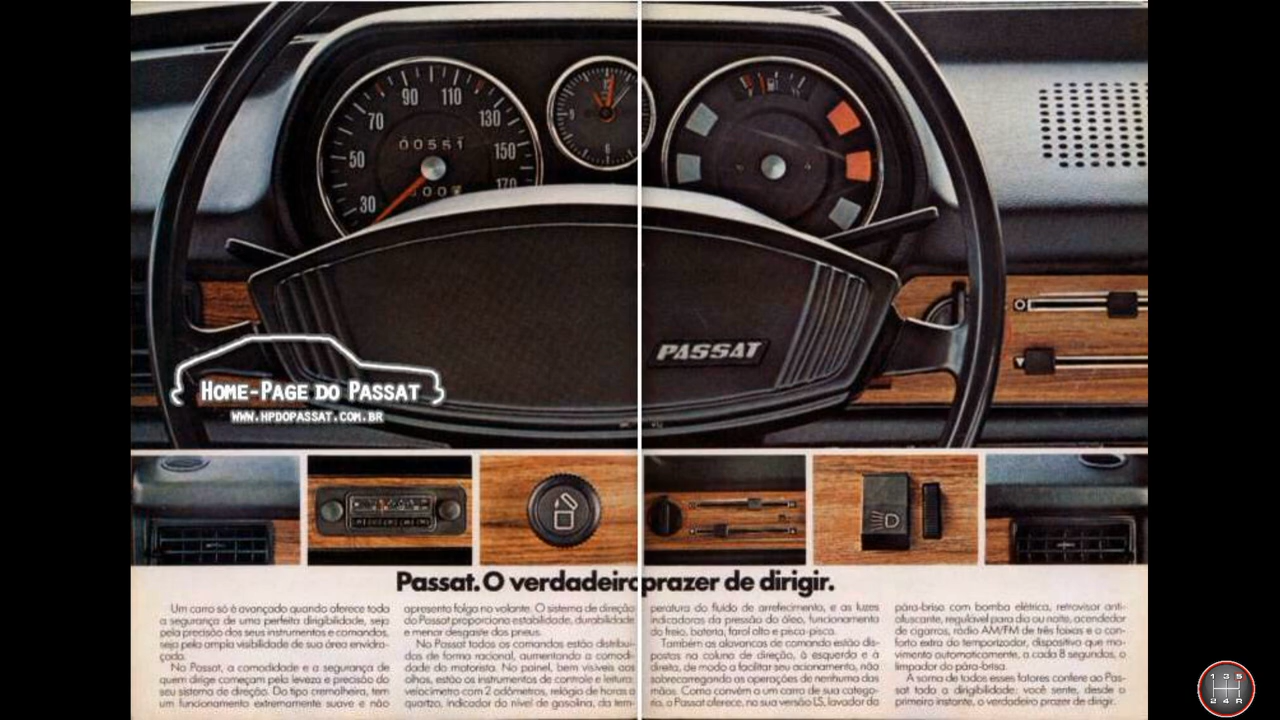 90 110
70 130
00551
50 150
170
30
PASSAT
HOME-PAGE DO PASSAT
WWW.HPDOPASSAT.COM.BR
Passat. O verdadeiro prazer de dirigir.
Um carro só é avançado quando oferece toda
a segurança de uma perfeita dirigibilidade, seja
pela precisão dos seus instrumentos e comandos,
seja pela ampla visibilidade de sua área envidra-
çada.
No Passat, a comodidade e a segurança de
quem dirige começam pela leveza e precisão do
seu sistema de direção. Do tipo cremalheira, tem
um funcionamento extremamente suave e não
apresenta folga no volante. O sistema de direção
do Passat proporciona estabilidade, durabilidade
e menor desgaste dos pneus.
No Passat todos os comandos estão distribuí-
dos de forma racional, aumentando a comodi-
dade do motorista. No painel, bem visíveis aos
olhos, estão os instrumentos de controle e leitura:
velocímetro com 2 odômetros, relógio de horas a
quartzo, indicador do nível de gasolina, da tem-
peratura do fluido de arrefecimento, e as luzes
indicadoras da pressão do óleo, funcionamento
do freio, bateria, farol alto e pisca-pisca.
Também as alavancas de comando estão dis-
postas na coluna de direção, à esquerda e à
direita, de modo a facilitar seu acionamento, não
sobrecarregando as operações de nenhuma das
mãos. Como convém a um carro de sua catego-
ria, o Passat oferece, na sua versão LS, lavador do
pára-brisa com bomba elétrica, retrovisor anti-
ofuscante, regulável para dia ou noite, acendedor
de cigarros, rádio AM/FM de três faixas e o con-
forto extra do temporizador, dispositivo que mo-
vimenta automaticamente, a cada 8 segundos, o
limpador do pára-brisa.
A soma de todos esses fatores confere ao Pas-
sat toda a dirigibilidade: você sente, desde o
primeiro instante, o verdadeiro prazer de dirigir.
1 3 5
2 4 R